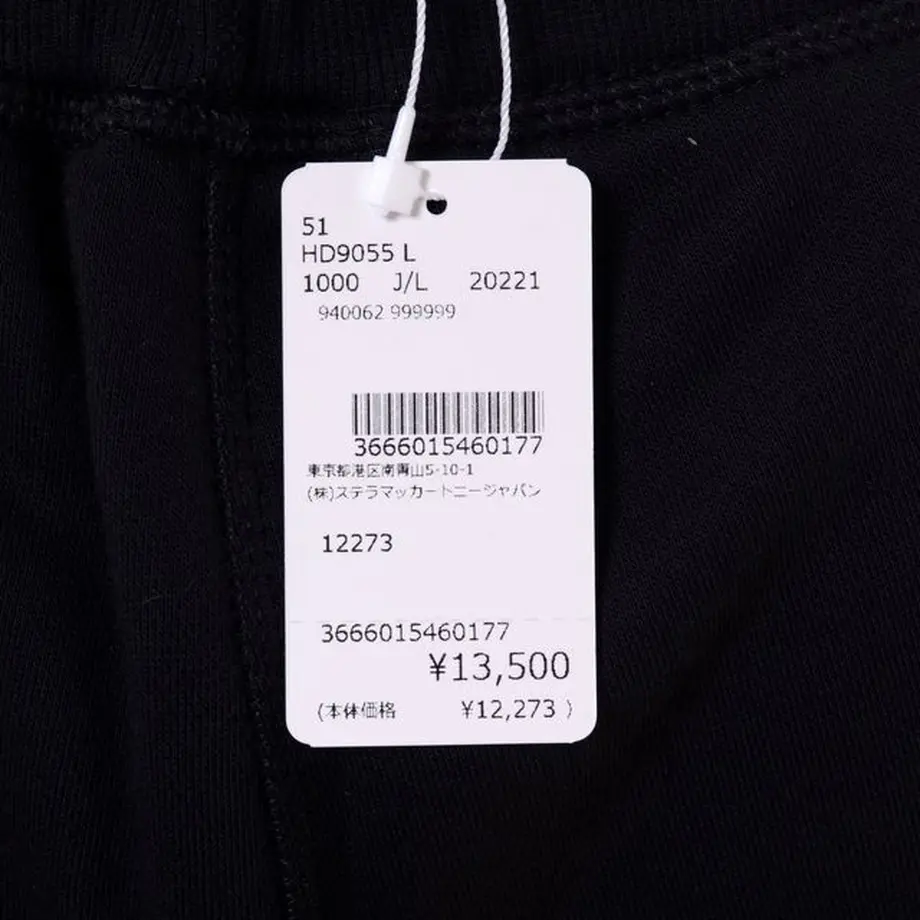 51
HD9055 L
1000 J/L 20221
940062 999999
3666015460177
東京都港区南青山5-10-1
(株)ステラマッカートニージャパン
12273
3666015460177
¥13,500
(本体価格 ¥12,273 )